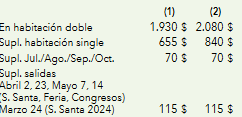 (1) (2)
En habitación doble 1.930 $ 2.080 $
Supl. habitación single 655 $ 840 $
Supl. Jul./Ago./Sep./Oct. 70 $ 70 $
Supl. salidas
Abril 2, 23, Mayo 7, 14
(S. Santa, Feria, Congresos)
Marzo 24 (S. Santa 2024) 115 $ 115 $